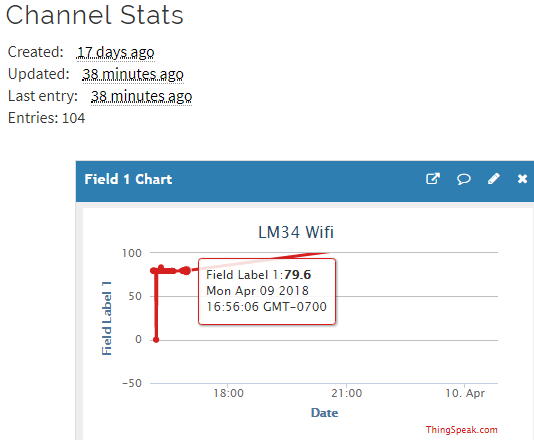 Channel Stats
Created: 17 days ago
Updated: 38 minutes ago
Last entry: 38 minutes ago
Entries: 104
Field 1 Chart
LM34 Wifi
Field Label 1
100
50
0
-50
Field Label 1:79.6
Mon Apr 09 2018
16:56:06 GMT-0700
18:00 21:00 10. Apr
Date
ThingSpeak.com